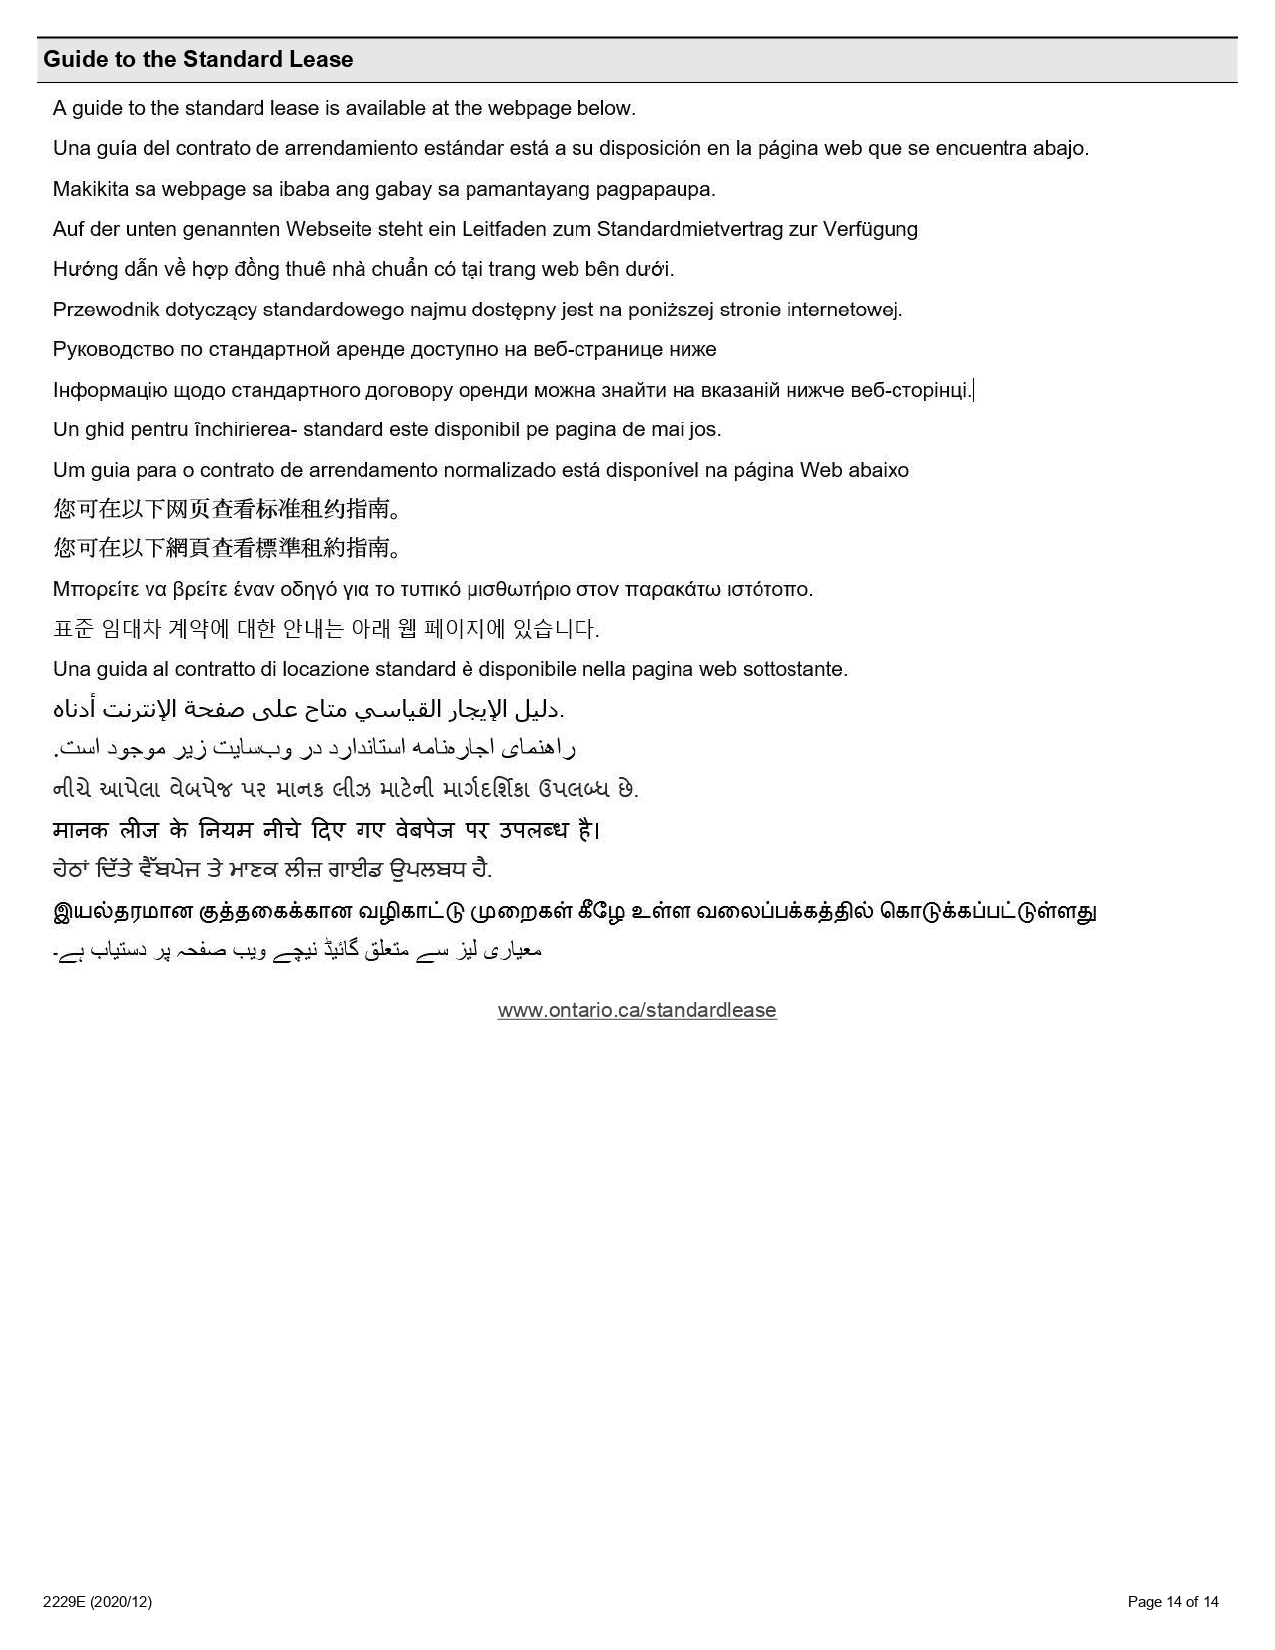 Guide to the Standard Lease
A guide to the standard lease is available at the webpage below.
Una guía del contrato de arrendamiento estándar está a su disposición en la página web que se encuentra abajo.
Makikita sa webpage sa ibaba ang gabay sa pamantayang pagpapaupa.
Auf der unten genannten Webseite steht ein Leitfaden zum Standardmietvertrag zur Verfügung
Hướng dẫn về hợp đồng thuê nhà chuẩn có tại trang web bên dưới.
Przewodnik dotyczący standardowego najmu dostępny jest na poniższej stronie internetowej.
Руководство по стандартной аренде доступно на веб-странице ниже
Інформацію щодо стандартного договору оренди можна знайти на вказаній нижче веб-сторінці.
Un ghid pentru închirierea- standard este disponibil pe pagina de mai jos.
Um guia para o contrato de arrendamento normalizado está disponível na página Web abaixo
您可在以下网页查看标准租约指南。
您可在以下網頁查看標準租約指南。
Μπορείτε να βρείτε έναν οδηγό για το τυπικό μισθωτήριο στον παρακάτω ιστότοπο.
표준 임대차 계약에 대한 안내는 아래 웹 페이지에 있습니다.
Una guida al contratto di locazione standard è disponibile nella pagina web sottostante.
دليل الإيجار القياسي متاح على صفحة الإنترنت أدناه.
راهنمای اجاره‌نامه استاندارد در وب‌سایت زیر موجود است.
નીચે આપેલા વેબપેજ પર માનક લીઝ માટેની માર્ગદર્શિકા ઉપલબ્ધ છે.
मानक लीज के नियम नीचे दिए गए वेबपेज पर उपलब्ध है।
ਹੇਠਾਂ ਦਿੱਤੇ ਵੈੱਬਪੇਜ ਤੇ ਮਾਣਕ ਲੀਜ਼ ਗਾਈਡ ਉਪਲਬਧ ਹੈ.
இயல்தரமான குத்தகைக்கான வழிகாட்டு முறைகள் கீழே உள்ள வலைப்பக்கத்தில் கொடுக்கப்பட்டுள்ளது
معیاری لیز سے متعلق گائیڈ نیچے ویب صفحہ پر دستیاب ہے۔
www.ontario.ca/standardlease
2229E (2020/12)
Page 14 of 14